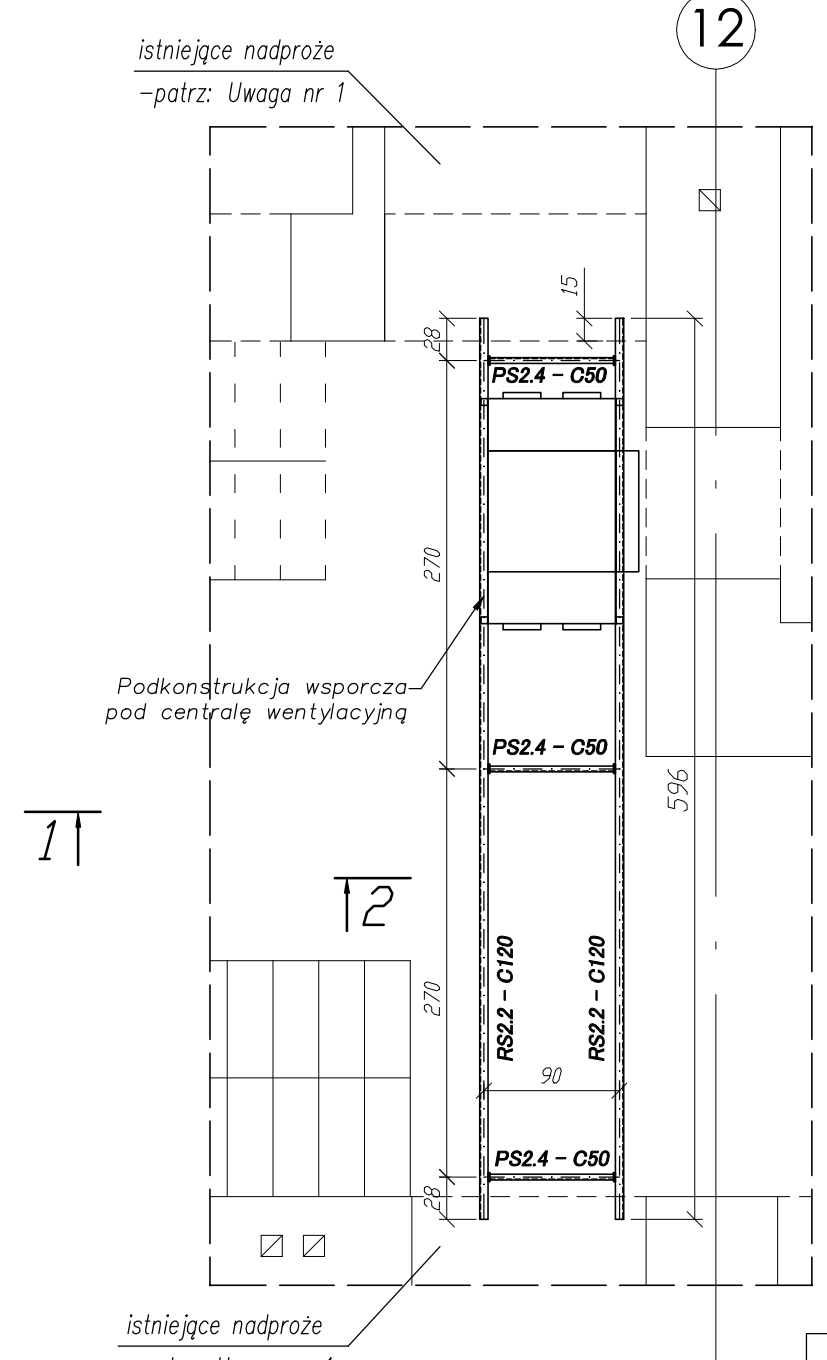 12
istniejące nadproże
-patrz: Uwaga nr 1
15
28
PS2.4 - C50
270
Podkonstrukcja wsporcza
pod centralę wentylacyjną
PS2.4 - C50
596
1
2
270
RS2.2 - C120
RS2.2 - C120
90
PS2.4 - C50
28
istniejące nadproże